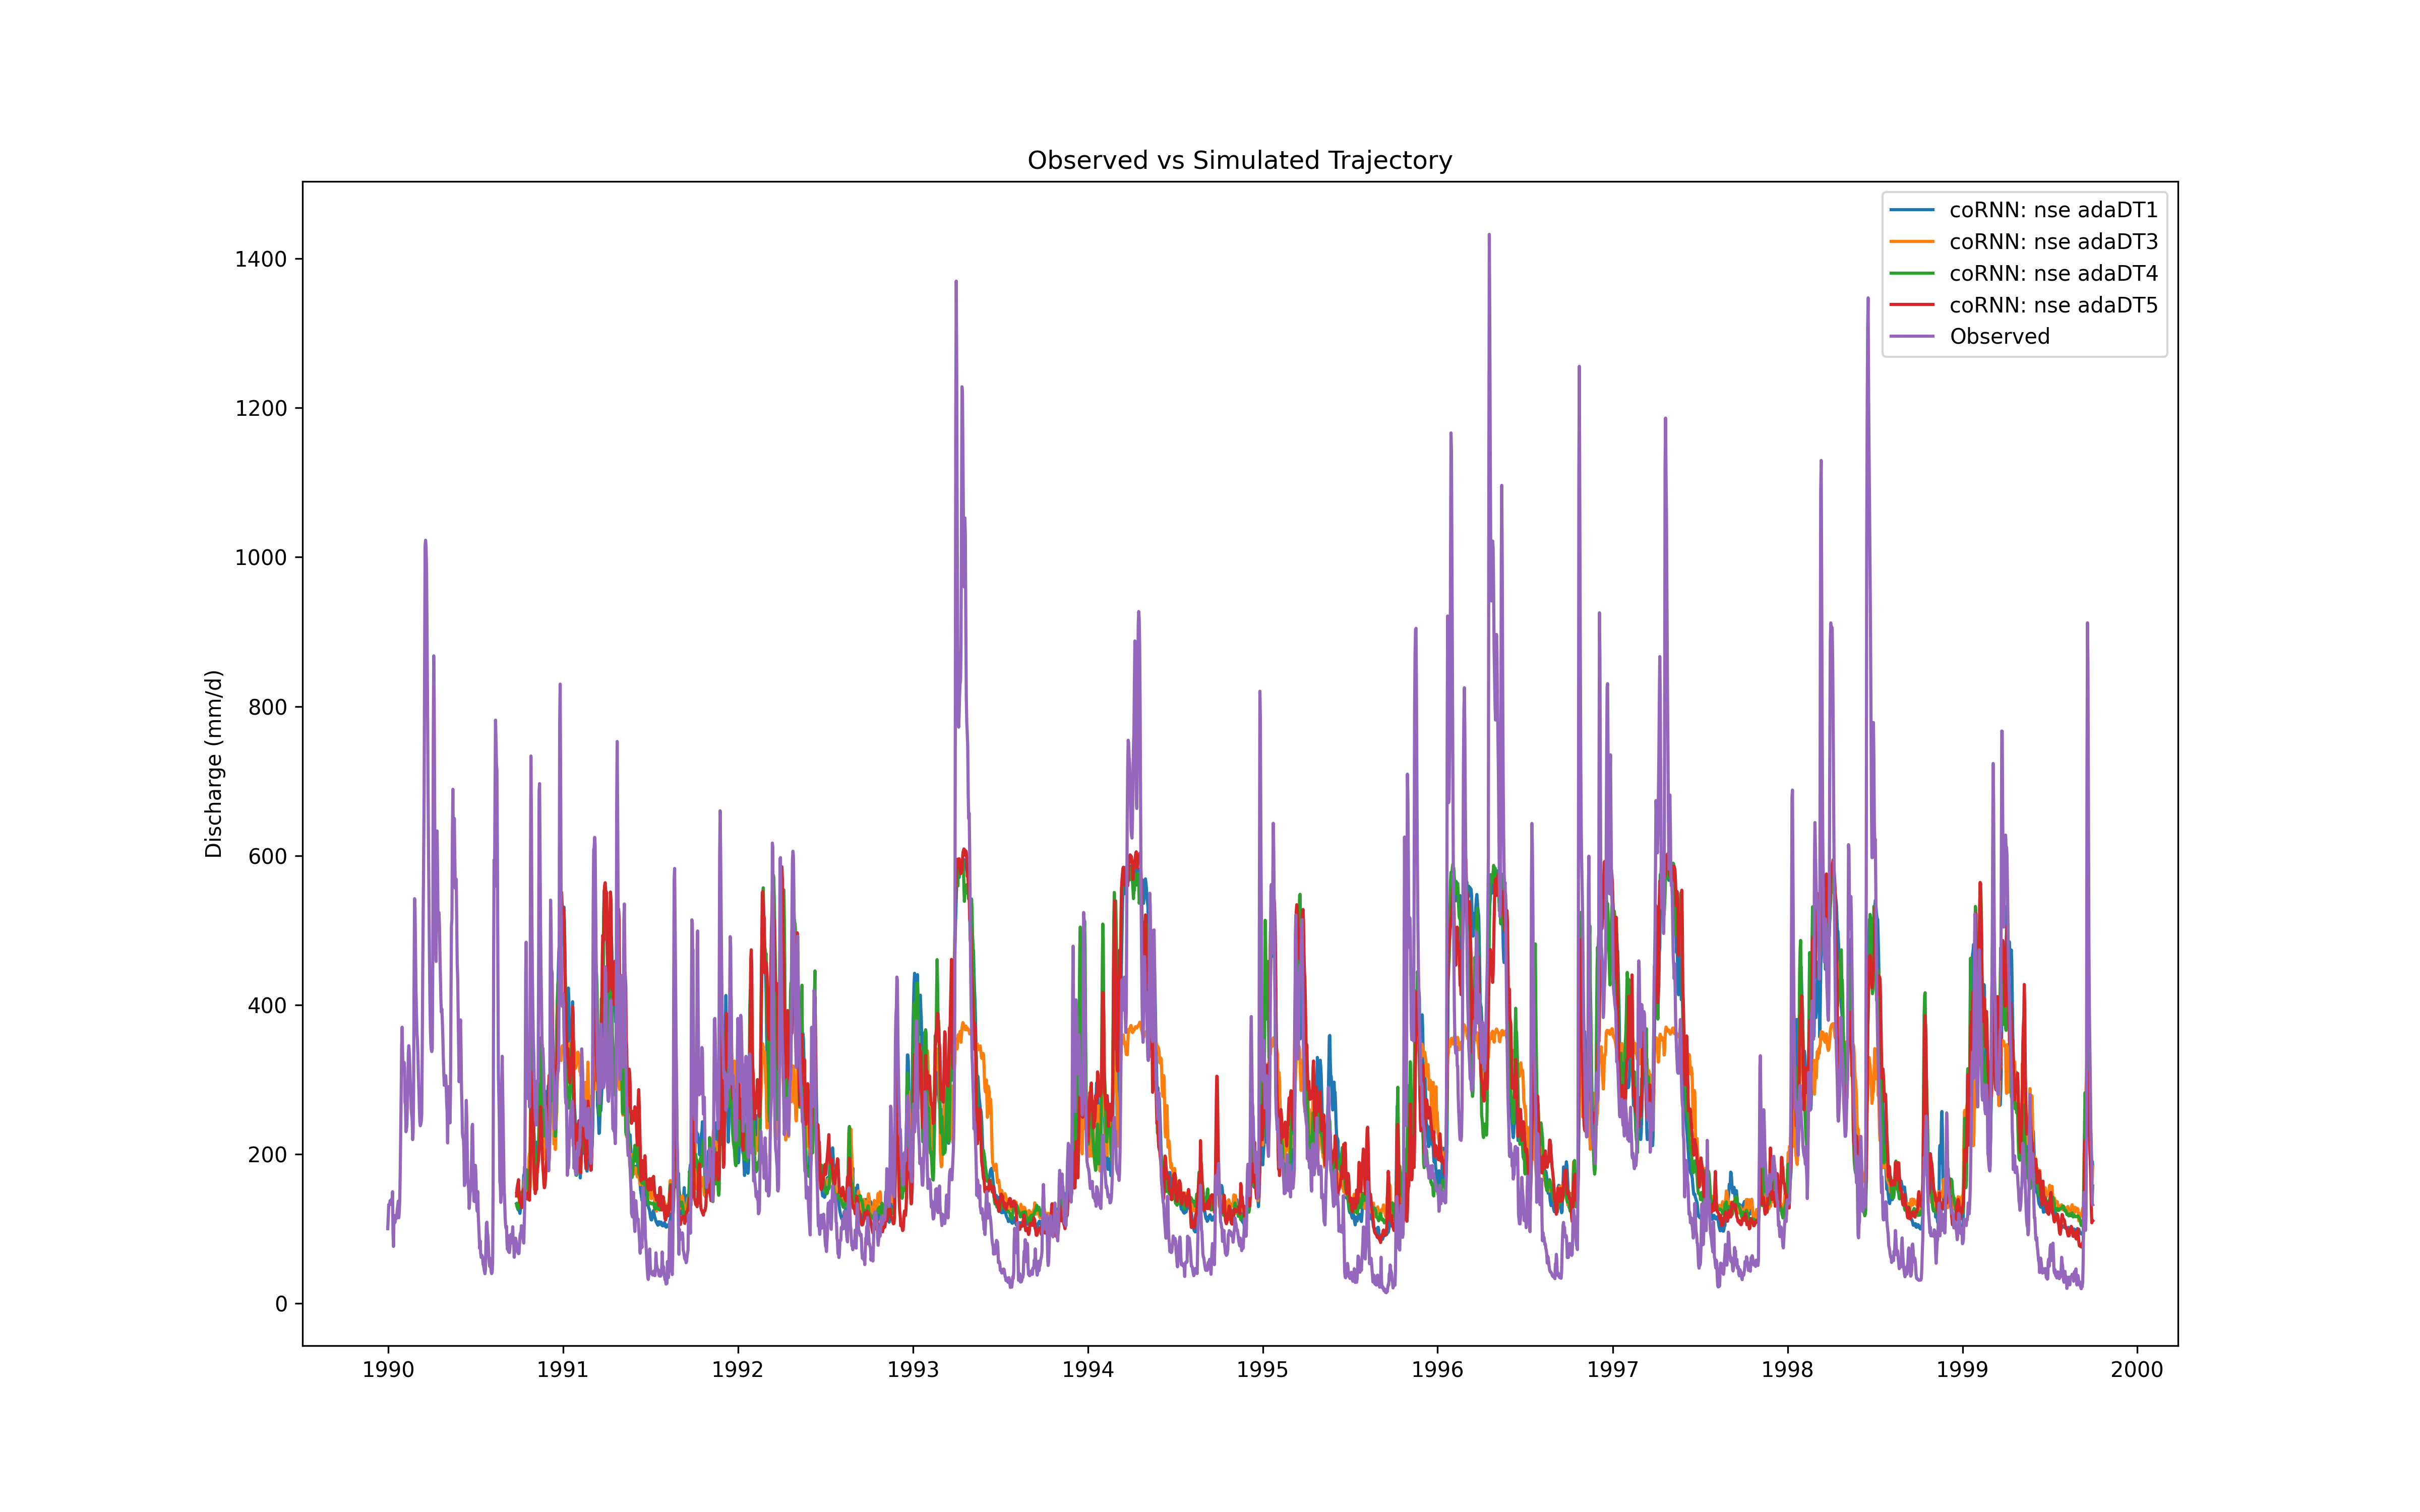 Observed vs Simulated Trajectory
coRNN: nse adaDT1
coRNN: nse adaDT3
coRNN: nse adaDT4
coRNN: nse adaDT5
Observed
Discharge (mm/d)
1400
1200
1000
800
600
400
200
0
1990 1991 1992 1993 1994 1995 1996 1997 1998 1999 2000